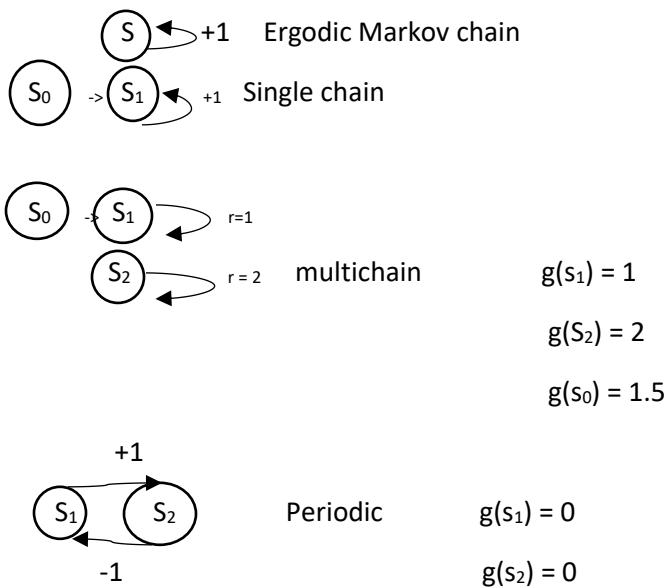 S +1 Ergodic Markov chain
S₀ -> S₁ +1 Single chain
S₀ -> S₁ r=1
S₂ r = 2 multichain g(s₁) = 1
g(S₂) = 2
g(s₀) = 1.5
+1
S₁ S₂ Periodic g(s₁) = 0
-1 g(s₂) = 0